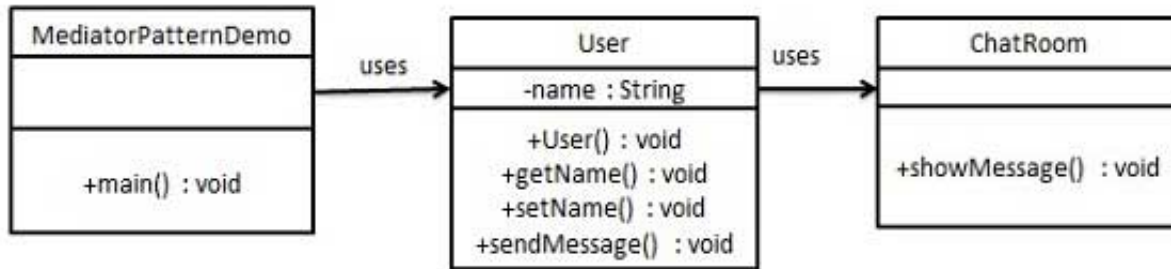 MediatorPatternDemo
+main() : void
uses
User
-name : String
+User() : void
+getName() : void
+setName() : void
+sendMessage() : void
uses
ChatRoom
+showMessage() : void